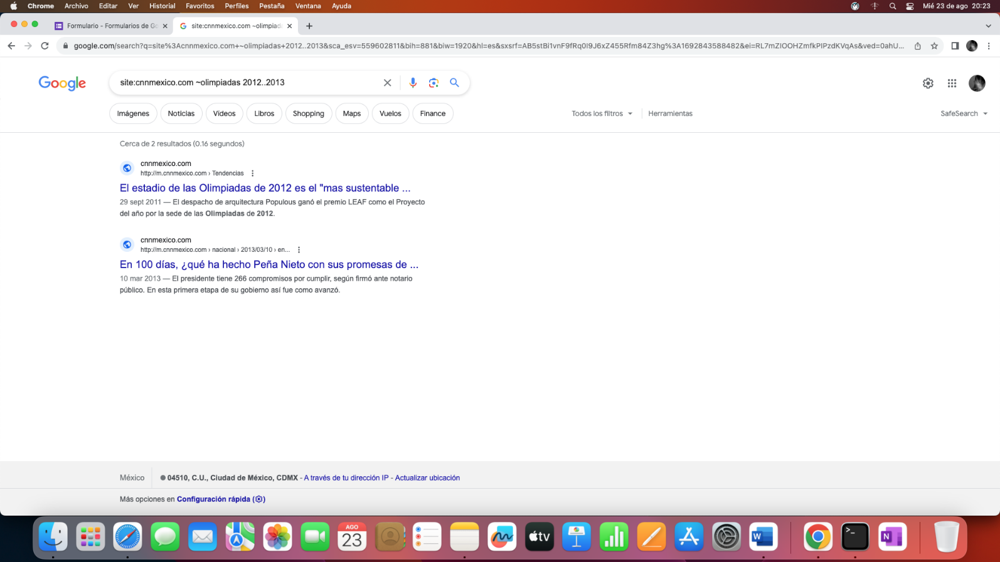 Chrome Archivo Editar Ver Historial Favoritos Perfiles Pestaña Ventana Ayuda
Mié 23 de ago 20:23
Formulario - Formularios de Go
site:cnnmexico.com ~olimpiada
google.com/search?q=site%3Acnnmexico.com+~olimpiadas+2012..2013&sca_esv=559602811&bih=881&biw=1920&hl=es&sxsrf=AB5stBi1vnF9fRq0I9J6xZ455Rfm84Z3hg%3A1692843588482&ei=RL7mZIOOHZmfkPIPzdKVqAs&ved=0ahU...
Google
site:cnnmexico.com ~olimpiadas 2012..2013
Imágenes Noticias Videos Libros Shopping Maps Vuelos Finance
Todos los filtros Herramientas
SafeSearch
Cerca de 2 resultados (0.16 segundos)
cnnmexico.com
http://m.cnnmexico.com › Tendencias
El estadio de las Olimpiadas de 2012 es el "mas sustentable ...
29 sept 2011 — El despacho de arquitectura Populous ganó el premio LEAF como el Proyecto
del año por la sede de las Olimpiadas de 2012.
cnnmexico.com
http://m.cnnmexico.com › nacional › 2013/03/10 › en...
En 100 días, ¿qué ha hecho Peña Nieto con sus promesas de ...
10 mar 2013 — El presidente tiene 266 compromisos por cumplir, según firmó ante notario
público. En esta primera etapa de su gobierno así fue como avanzó.
México
04510, C.U., Ciudad de México, CDMX - A través de tu dirección IP - Actualizar ubicación
Más opciones en Configuración rápida
AGO
23
tv
W
>_
N